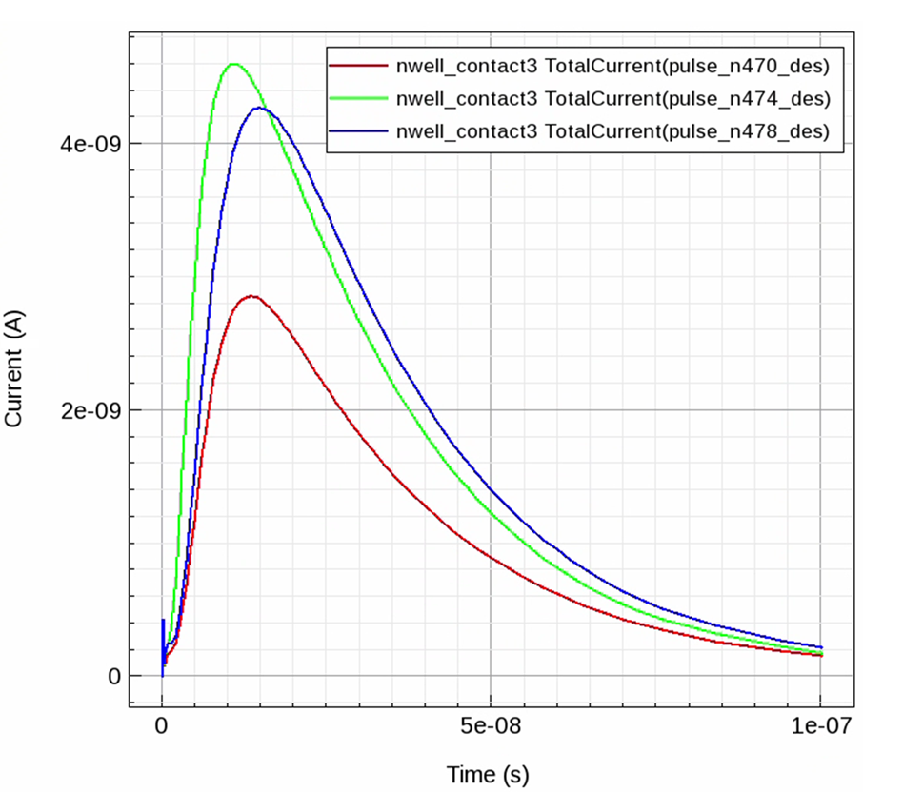 nwell_contact3 TotalCurrent(pulse_n470_des)
nwell_contact3 TotalCurrent(pulse_n474_des)
nwell_contact3 TotalCurrent(pulse_n478_des)
4e-09
2e-09
0
Current (A)
0 5e-08 1e-07
Time (s)